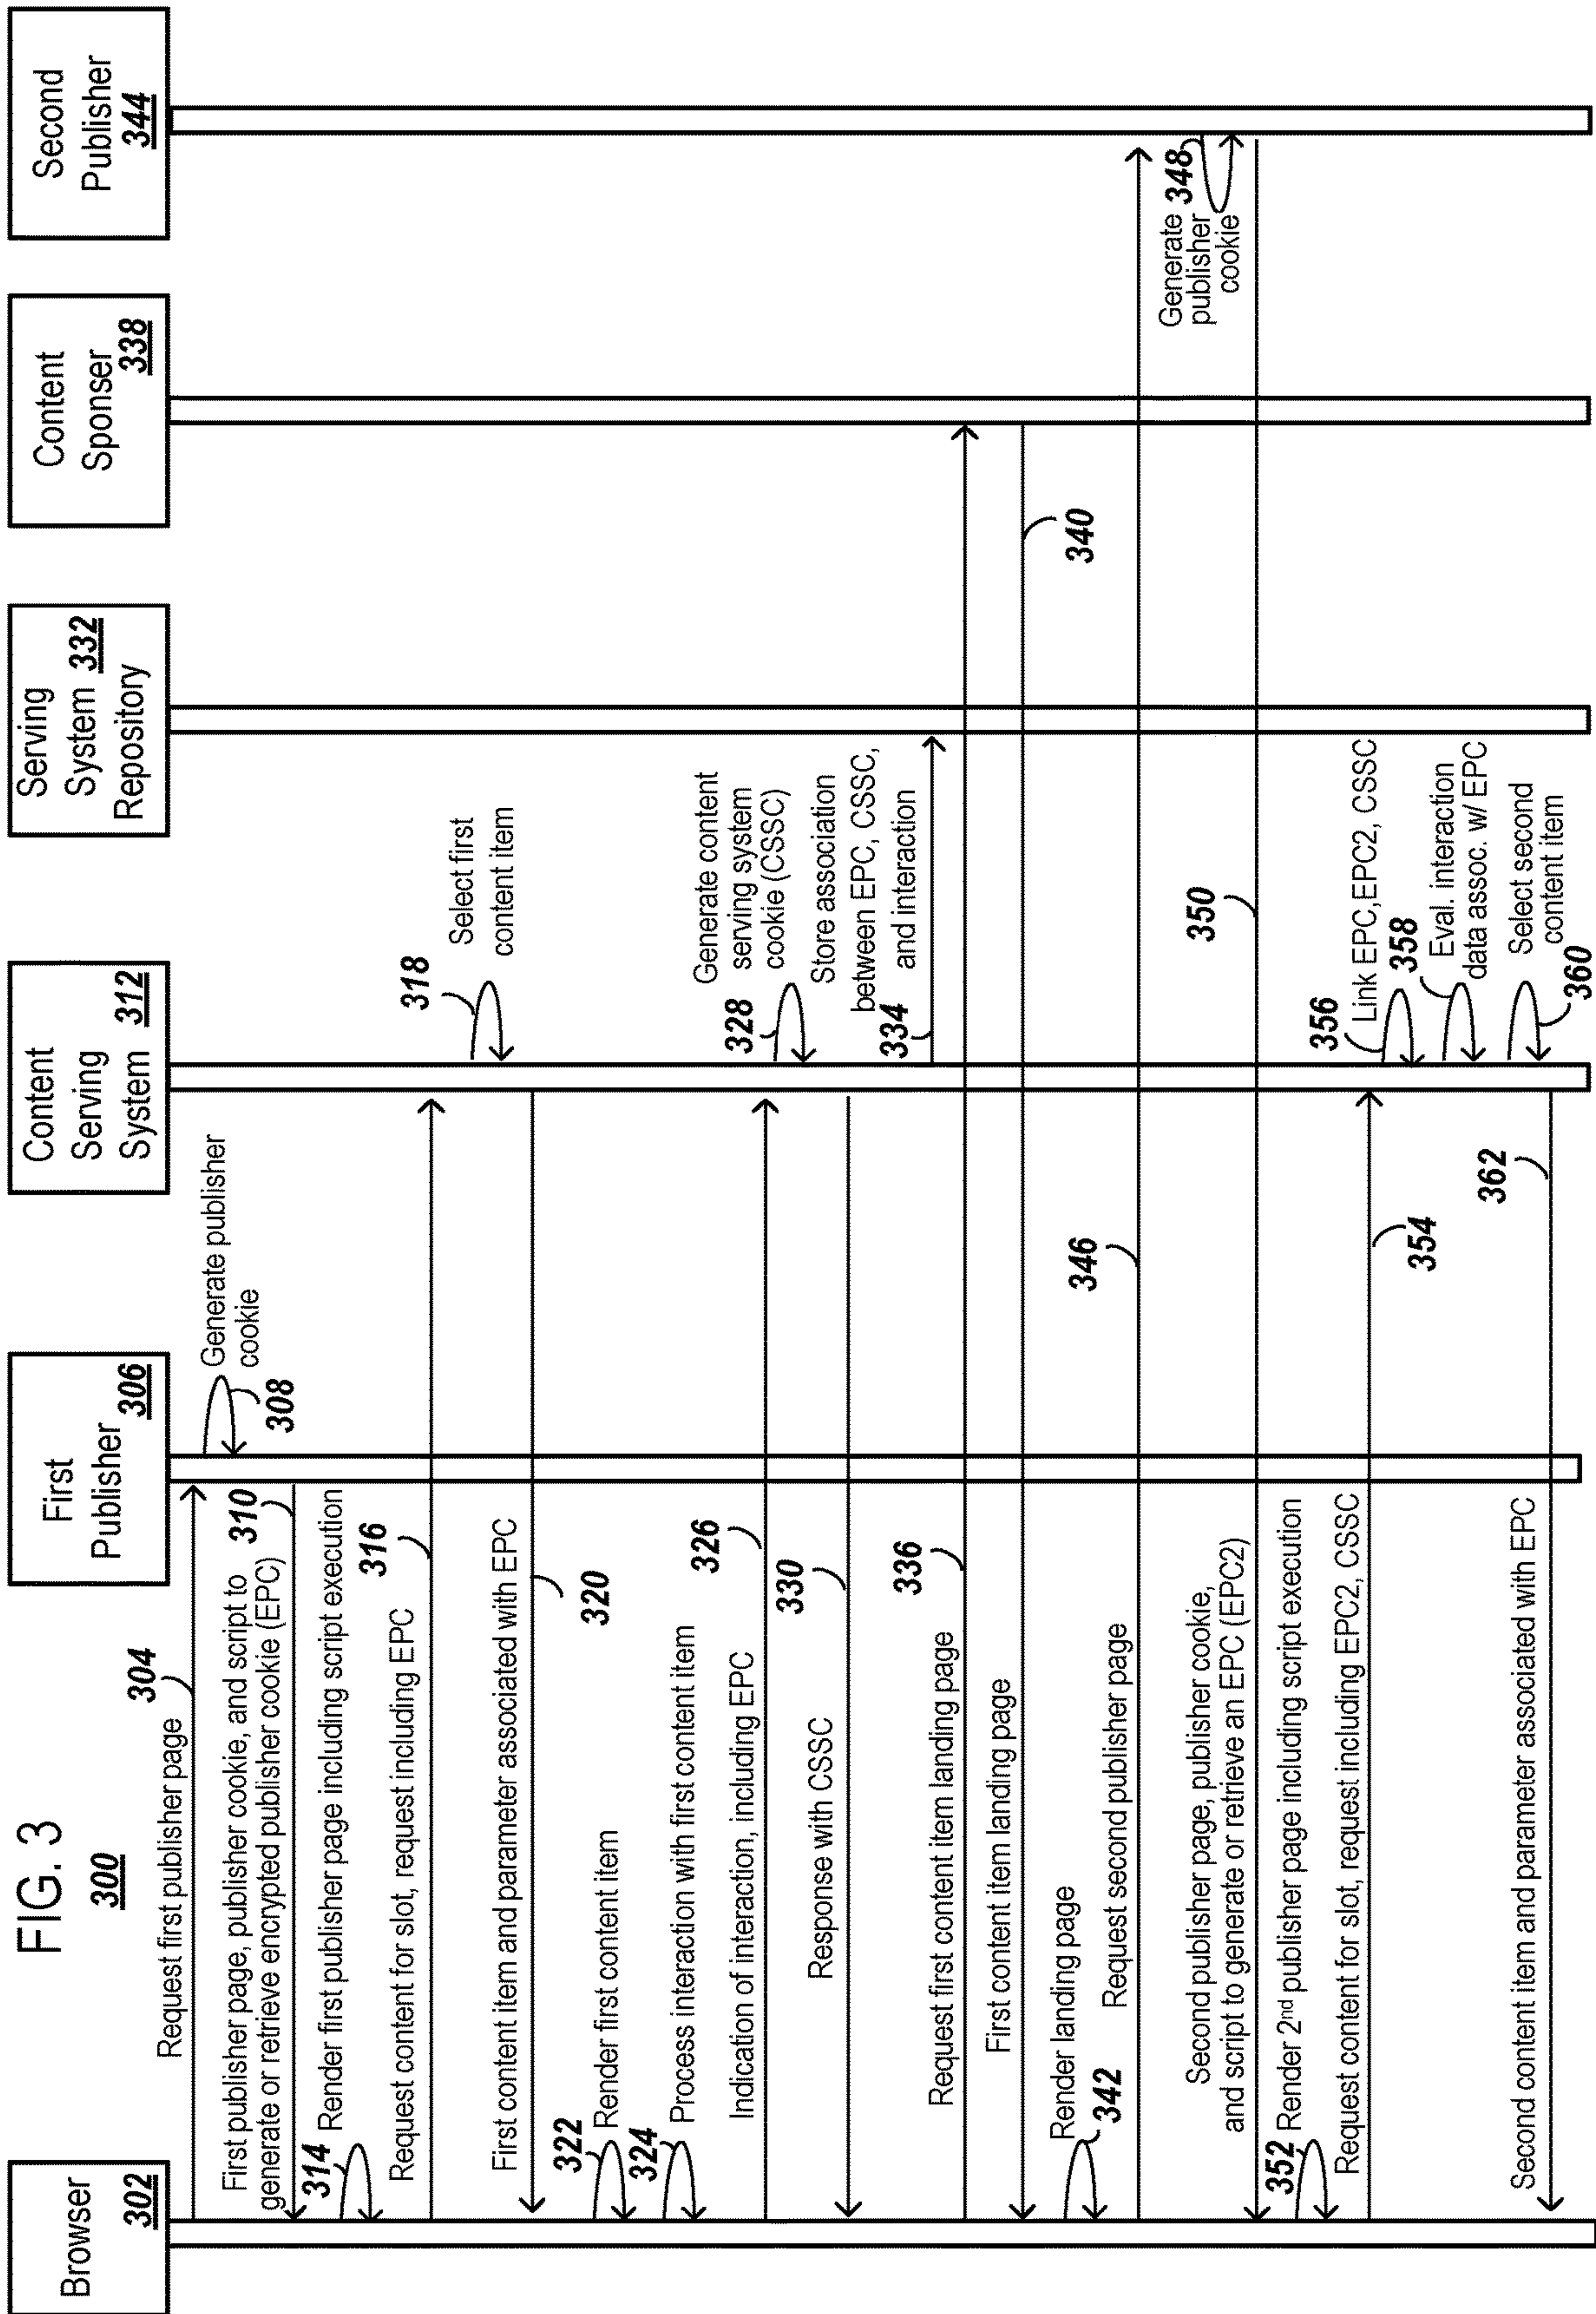 FIG. 3
300
Browser
302
First
Publisher 306
Content
Serving
System 312
Serving
System 332
Repository
Content
Sponser
338
Second
Publisher
344
Request first publisher page
304
Generate publisher
cookie
308
First publisher page, publisher cookie, and script to
generate or retrieve encrypted publisher cookie (EPC)
310
314
Render first publisher page including script execution
Request content for slot, request including EPC
316
318
Select first
content item
First content item and parameter associated with EPC
320
322
Render first content item
324
Process interaction with first content item
Indication of interaction, including EPC
326
328
Generate content
serving system
cookie (CSSC)
Response with CSSC
330
Store association
between EPC, CSSC,
and interaction
334
Request first content item landing page
336
First content item landing page
340
Render landing page
342
Request second publisher page
346
Generate
publisher
cookie
348
Second publisher page, publisher cookie,
and script to generate or retrieve an EPC (EPC2)
350
352
Render 2nd publisher page including script execution
Request content for slot, request including EPC2, CSSC
354
356
Link EPC,EPC2, CSSC
358
Eval. interaction
data assoc. w/ EPC
Select second
content item
360
Second content item and parameter associated with EPC
362